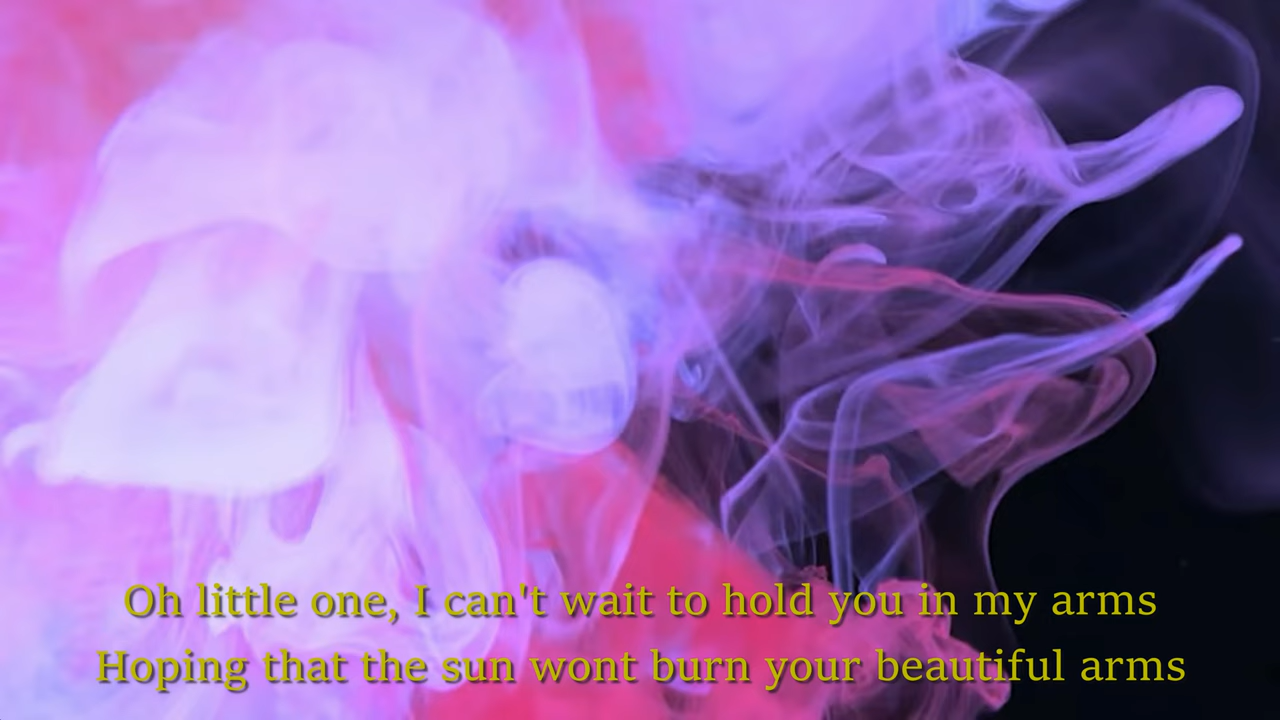 Oh little one, I can't wait to hold you in my arms
Hoping that the sun wont burn your beautiful arms